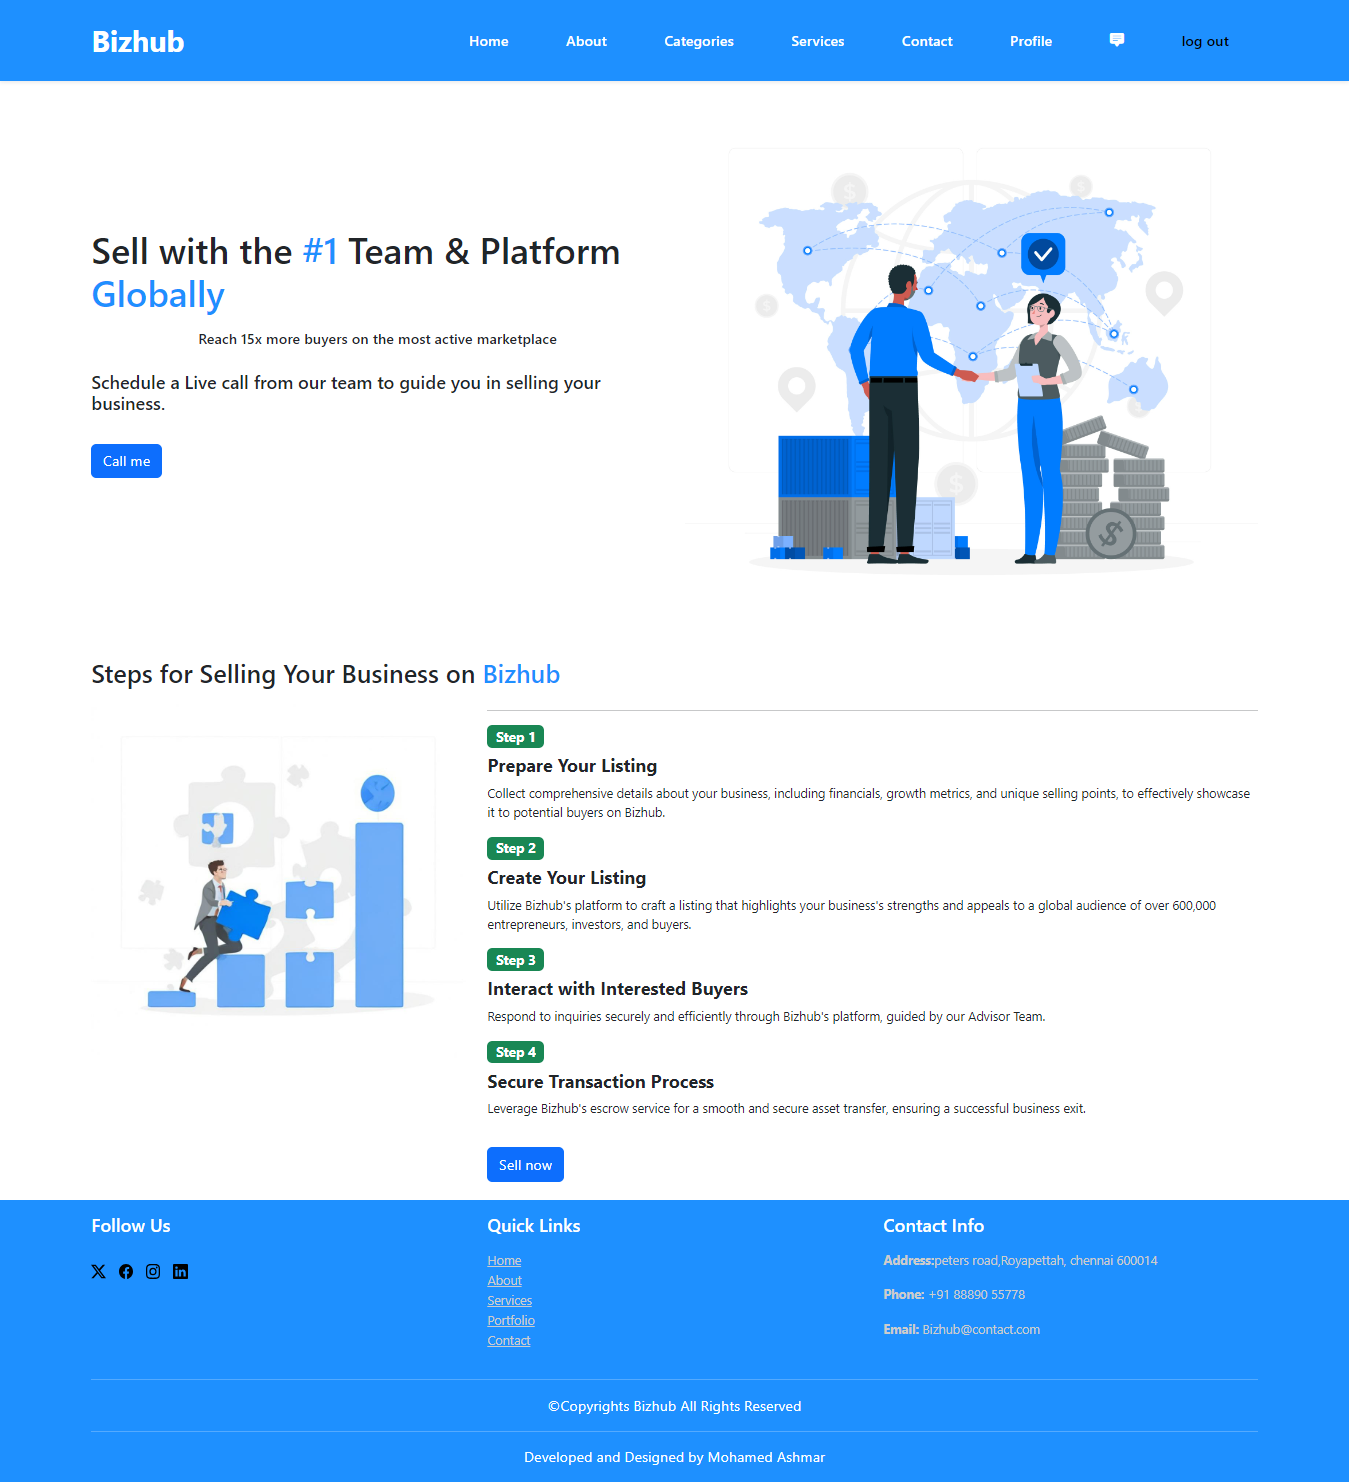 Bizhub
Home About Categories Services Contact Profile log out
Sell with the #1 Team & Platform
Globally
Reach 15x more buyers on the most active marketplace
Schedule a Live call from our team to guide you in selling your
business.
Call me
$
$
$
$
$
Steps for Selling Your Business on Bizhub
Step 1
Prepare Your Listing
Collect comprehensive details about your business, including financials, growth metrics, and unique selling points, to effectively showcase
it to potential buyers on Bizhub.
Step 2
Create Your Listing
Utilize Bizhub's platform to craft a listing that highlights your business's strengths and appeals to a global audience of over 600,000
entrepreneurs, investors, and buyers.
Step 3
Interact with Interested Buyers
Respond to inquiries securely and efficiently through Bizhub's platform, guided by our Advisor Team.
Step 4
Secure Transaction Process
Leverage Bizhub's escrow service for a smooth and secure asset transfer, ensuring a successful business exit.
Sell now
Follow Us
Quick Links
Home
About
Services
Portfolio
Contact
Contact Info
Address:peters road,Royapettah, chennai 600014
Phone: +91 88890 55778
Email: Bizhub@contact.com
©Copyrights Bizhub All Rights Reserved
Developed and Designed by Mohamed Ashmar